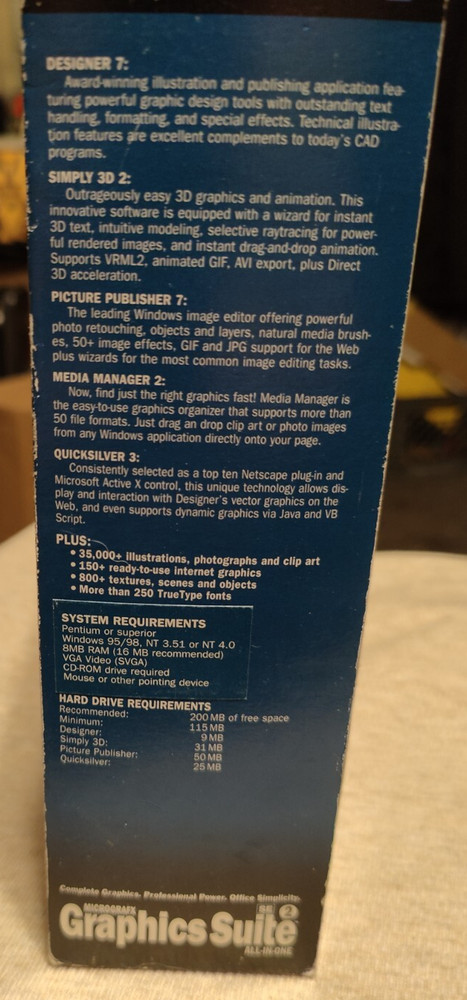 DESIGNER 7:
Award-winning illustration and publishing application fea-
turing powerful graphic design tools with outstanding text
handling, formatting, and special effects. Technical illustra-
tion features are excellent complements to today's CAD
programs.
SIMPLY 3D 2:
Outrageously easy 3D graphics and animation. This
innovative software is equipped with a wizard for instant
3D text, intuitive modeling, selective raytracing for power-
ful rendered images, and instant drag-and-drop animation.
Supports VRML2, animated GIF, AVI export, plus Direct
3D acceleration.
PICTURE PUBLISHER 7:
The leading Windows image editor offering powerful
photo retouching, objects and layers, natural media brush-
es, 50+ image effects, GIF and JPG support for the Web
plus wizards for the most common image editing tasks.
MEDIA MANAGER 2:
Now, find just the right graphics fast! Media Manager is
the easy-to-use graphics organizer that supports more than
50 file formats. Just drag an drop clip art or photo images
from any Windows application directly onto your page.
QUICKSILVER 3:
Consistently selected as a top ten Netscape plug-in and
Microsoft Active X control, this unique technology allows dis-
play and interaction with Designer's vector graphics on the
Web, and even supports dynamic graphics via Java and VB
Script.
PLUS:
• 35,000+ illustrations, photographs and clip art
• 150+ ready-to-use internet graphics
• 800+ textures, scenes and objects
• More than 250 TrueType fonts
SYSTEM REQUIREMENTS
Pentium or superior
Windows 95/98, NT 3.51 or NT 4.0
8MB RAM (16 MB recommended)
VGA Video (SVGA)
CD-ROM drive required
Mouse or other pointing device
HARD DRIVE REQUIREMENTS
Recommended: 200 MB of free space
Minimum: 115 MB
Designer: 9 MB
Simply 3D: 31 MB
Picture Publisher: 50 MB
Quicksilver: 25 MB
Complete Graphics. Professional Power. Office Simplicity.
MICROGRAFX SE 2
Graphics Suite
ALL-IN-ONE